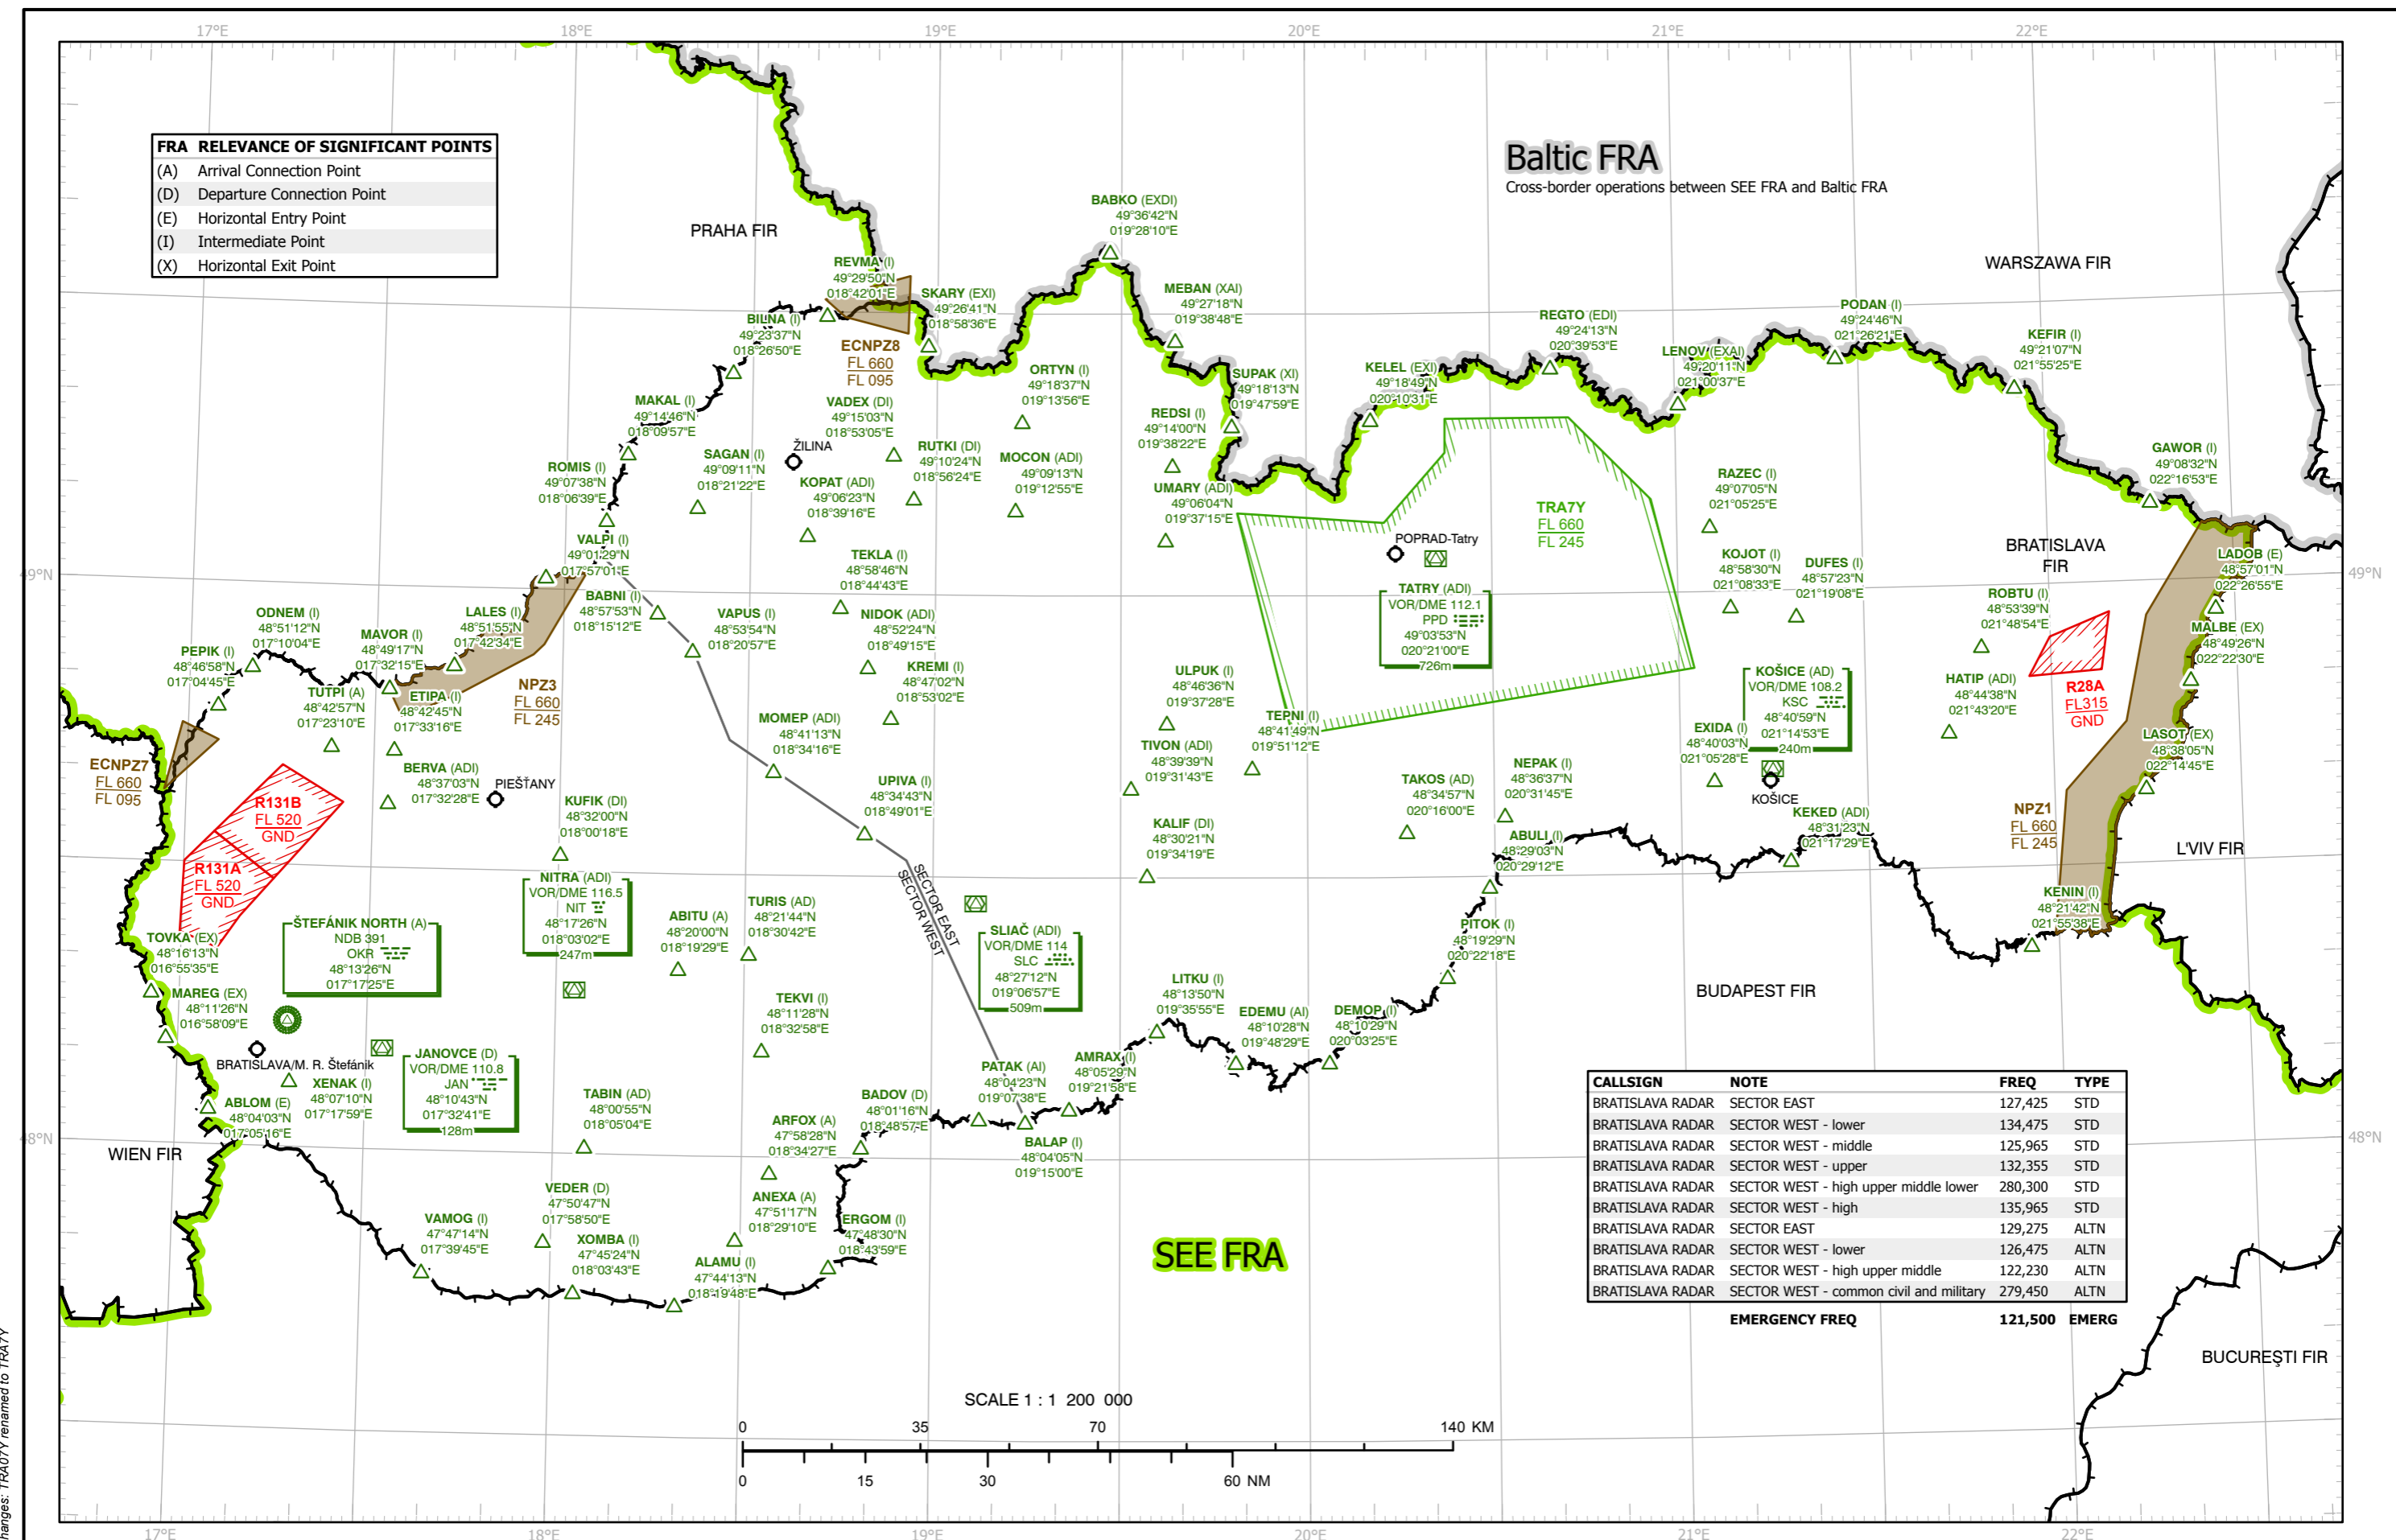 17°E
18°E
19°E
20°E
21°E
22°E
FRA RELEVANCE OF SIGNIFICANT POINTS
(A) Arrival Connection Point
(D) Departure Connection Point
(E) Horizontal Entry Point
(I) Intermediate Point
(X) Horizontal Exit Point
Baltic FRA
Cross-border operations between SEE FRA and Baltic FRA
PRAHA FIR
WARSZAWA FIR
BABKO (EXDI)
49°36'42"N
019°28'10"E
REVMA (I)
49°29'50"N
018°42'01"E
SKARY (EXI)
49°26'41"N
018°58'36"E
MEBAN (XAI)
49°27'18"N
019°38'48"E
BILNA (I)
49°23'37"N
018°26'50"E
ECNPZ8
FL 660
FL 095
REGTO (EDI)
49°24'13"N
020°39'53"E
PODAN (I)
49°24'46"N
021°26'21"E
KEFIR (I)
49°21'07"N
021°55'25"E
LENOV (EXAI)
49°20'11"N
021°00'37"E
KELEL (EXI)
49°18'49"N
020°10'31"E
SUPAK (XI)
49°18'13"N
019°47'59"E
ORTYN (I)
49°18'37"N
019°13'56"E
MAKAL (I)
49°14'46"N
018°09'57"E
VADEX (DI)
49°15'03"N
018°53'05"E
REDSI (I)
49°14'00"N
019°38'22"E
ŽILINA
SAGAN (I)
49°09'11"N
018°21'22"E
RUTKI (DI)
49°10'24"N
018°56'24"E
MOCON (ADI)
49°09'13"N
019°12'55"E
ROMIS (I)
49°07'38"N
018°06'39"E
KOPAT (ADI)
49°06'23"N
018°39'16"E
UMARY (ADI)
49°06'04"N
019°37'15"E
TRA7Y
FL 660
FL 245
RAZEC (I)
49°07'05"N
021°05'25"E
GAWOR (I)
49°08'32"N
022°16'53"E
VALPI (I)
49°01'29"N
017°57'01"E
POPRAD-Tatry
BRATISLAVA
FIR
49°N
49°N
TEKLA (I)
48°58'46"N
018°44'43"E
KOJOT (I)
48°58'30"N
021°08'33"E
DUFES (I)
48°57'23"N
021°19'08"E
LADOB (E)
48°57'01"N
022°26'55"E
TATRY (ADI)
VOR/DME 112.1
PPD
49°03'53"N
020°21'00"E
726m
BABNI (I)
48°57'53"N
018°15'12"E
VAPUS (I)
48°53'54"N
018°20'57"E
NIDOK (ADI)
48°52'24"N
018°49'15"E
ROBTU (I)
48°53'39"N
021°48'54"E
ODNEM (I)
48°51'12"N
017°10'04"E
LALES (I)
48°51'55"N
017°42'34"E
MAVOR (I)
48°49'17"N
017°32'15"E
PEPIK (I)
48°46'58"N
017°04'45"E
MALBE (EX)
48°49'26"N
022°22'30"E
KREMI (I)
48°47'02"N
018°53'02"E
ULPUK (I)
48°46'36"N
019°37'28"E
KOŠICE (AD)
VOR/DME 108.2
KSC
48°40'59"N
021°14'53"E
240m
HATIP (ADI)
48°44'38"N
021°43'20"E
R28A
FL315
GND
TUTPI (A)
48°42'57"N
017°23'10"E
ETIPA (I)
48°42'45"N
017°33'16"E
NPZ3
FL 660
FL 245
MOMEP (ADI)
48°41'13"N
018°34'16"E
TEPNI (I)
48°41'49"N
019°51'12"E
EXIDA (I)
48°40'03"N
021°05'28"E
LASOT (EX)
48°38'05"N
022°14'45"E
TIVON (ADI)
48°39'39"N
019°31'43"E
ECNPZ7
FL 660
FL 095
BERVA (ADI)
48°37'03"N
017°32'28"E
PIEŠŤANY
UPIVA (I)
48°34'43"N
018°49'01"E
TAKOS (AD)
48°34'57"N
020°16'00"E
NEPAK (I)
48°36'37"N
020°31'45"E
KOŠICE
R131B
FL 520
GND
KUFIK (DI)
48°32'00"N
018°00'18"E
KALIF (DI)
48°30'21"N
019°34'19"E
ABULI (I)
48°29'03"N
020°29'12"E
KEKED (ADI)
48°31'23"N
021°17'29"E
NPZ1
FL 660
FL 245
L'VIV FIR
R131A
FL 520
GND
SECTOR EAST
SECTOR WEST
NITRA (ADI)
VOR/DME 116.5
NIT
48°17'26"N
018°03'02"E
247m
TURIS (AD)
48°21'44"N
018°30'42"E
ABITU (A)
48°20'00"N
018°19'29"E
KENIN (I)
48°21'42"N
021°55'38"E
ŠTEFÁNIK NORTH (A)
NDB 391
OKR
48°13'26"N
017°17'25"E
SLIAČ (ADI)
VOR/DME 114
SLC
48°27'12"N
019°06'57"E
509m
PITOK (I)
48°19'29"N
020°22'18"E
TOVKA (EX)
48°16'13"N
016°55'35"E
MAREG (EX)
48°11'26"N
016°58'09"E
BUDAPEST FIR
LITKU (I)
48°13'50"N
019°35'55"E
TEKVI (I)
48°11'28"N
018°32'58"E
EDEMU (AI)
48°10'28"N
019°48'29"E
DEMOP (I)
48°10'29"N
020°03'25"E
BRATISLAVA/M. R. Štefánik
JANOVCE (D)
VOR/DME 110.8
JAN
48°10'43"N
017°32'41"E
128m
XENAK (I)
48°07'10"N
017°17'59"E
ABLOM (E)
48°04'03"N
017°05'16"E
PATAK (AI)
48°04'23"N
019°07'38"E
AMRAX (I)
48°05'29"N
019°21'58"E
TABIN (AD)
48°00'55"N
018°05'04"E
BADOV (D)
48°01'16"N
018°48'57"E
ARFOX (A)
47°58'28"N
018°34'27"E
BALAP (I)
48°04'05"N
019°15'00"E
48°N
48°N
WIEN FIR
CALLSIGN NOTE FREQ TYPE
BRATISLAVA RADAR SECTOR EAST 127,425 STD
BRATISLAVA RADAR SECTOR WEST - lower 134,475 STD
BRATISLAVA RADAR SECTOR WEST - middle 125,965 STD
BRATISLAVA RADAR SECTOR WEST - upper 132,355 STD
BRATISLAVA RADAR SECTOR WEST - high upper middle lower 280,300 STD
BRATISLAVA RADAR SECTOR WEST - high 135,965 STD
BRATISLAVA RADAR SECTOR EAST 129,275 ALTN
BRATISLAVA RADAR SECTOR WEST - lower 126,475 ALTN
BRATISLAVA RADAR SECTOR WEST - high upper middle 122,230 ALTN
BRATISLAVA RADAR SECTOR WEST - common civil and military 279,450 ALTN
EMERGENCY FREQ 121,500 EMERG
VEDER (D)
47°50'47"N
017°58'50"E
ANEXA (A)
47°51'17"N
018°29'10"E
VAMOG (I)
47°47'14"N
017°39'45"E
ERGOM (I)
47°48'30"N
018°43'59"E
XOMBA (I)
47°45'24"N
018°03'43"E
ALAMU (I)
47°44'13"N
018°19'48"E
SEE FRA
BUCUREŞTI FIR
SCALE 1 : 1 200 000
0 35 70 140 KM
0 15 30 60 NM
hanges: TRA07Y renamed to TRA7Y
17°E
18°E
19°E
20°E
21°E
22°E